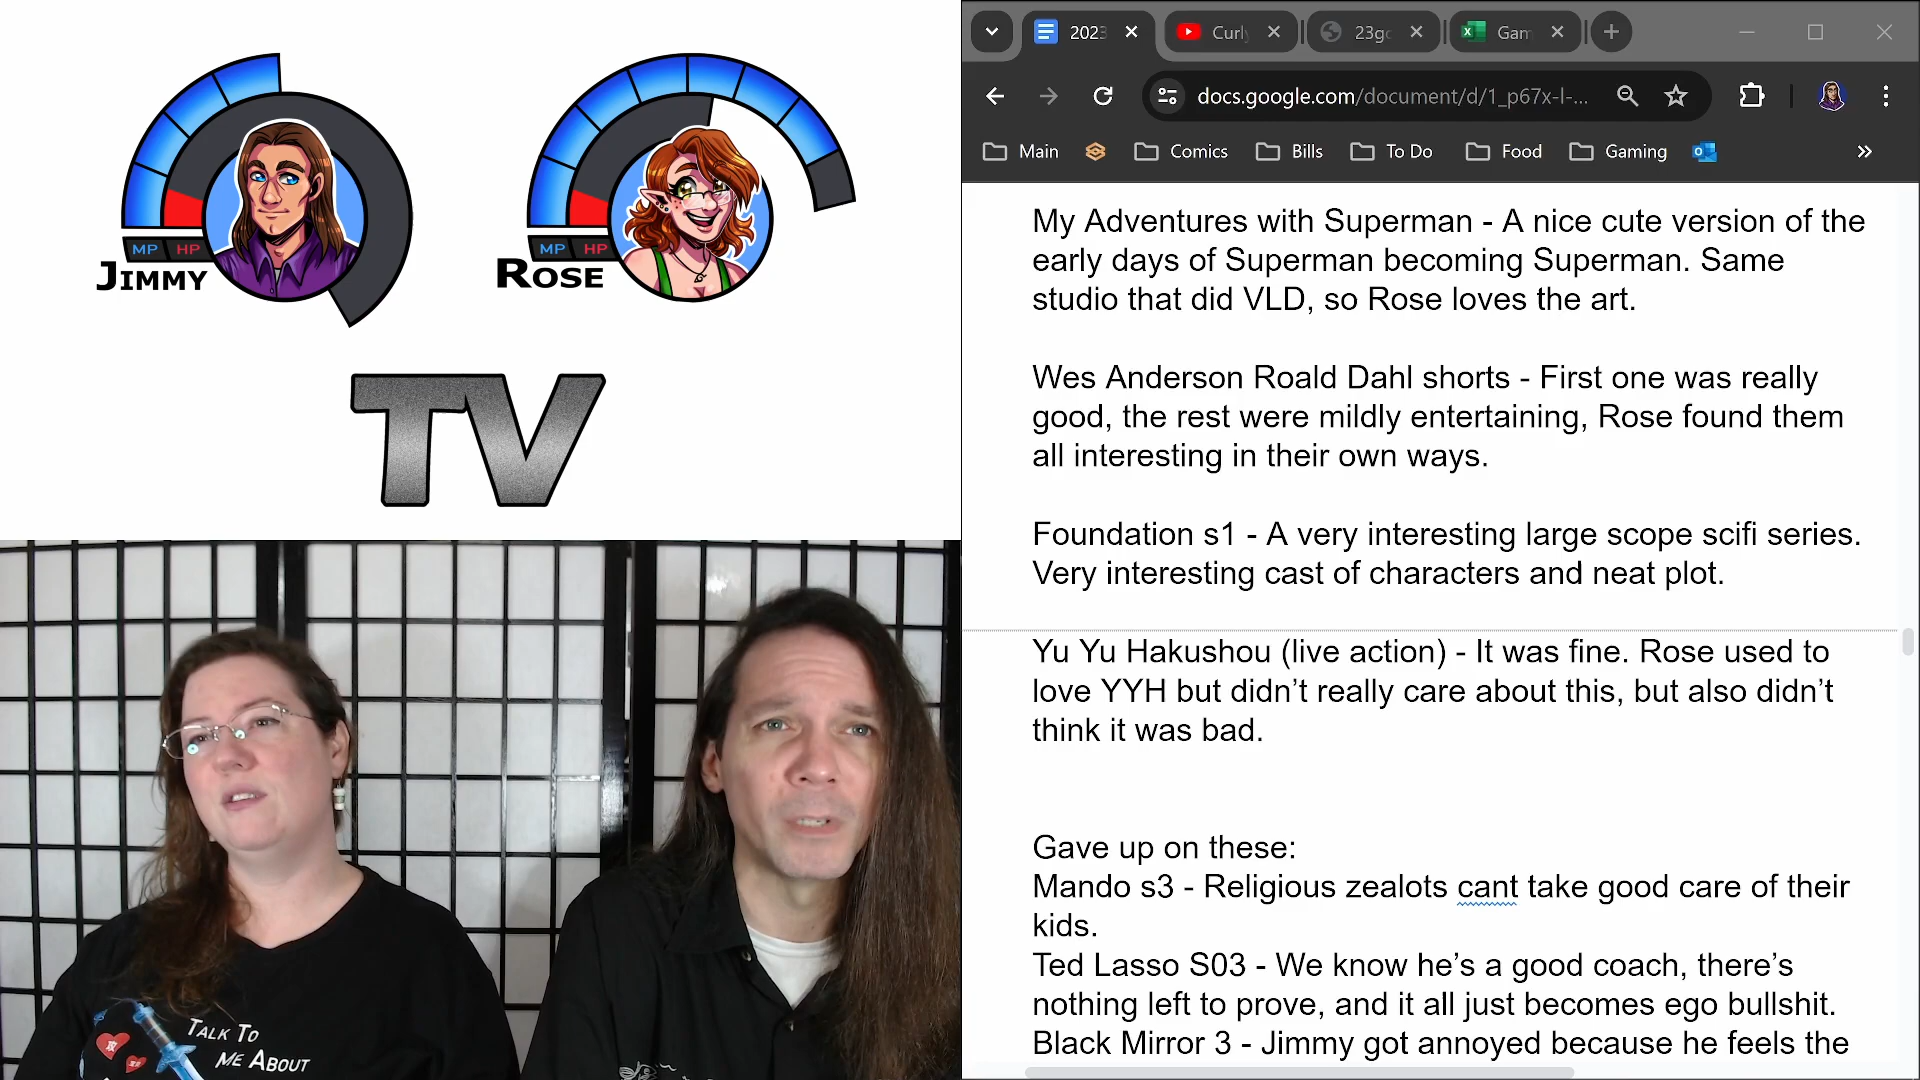 MP HP
JIMMY
MP HP
ROSE
TV
TALK TO
ME ABOUT
2023
Curly
23go
Gam
docs.google.com/document/d/1_p67x-l-...
Main
Comics
Bills
To Do
Food
Gaming
My Adventures with Superman - A nice cute version of the
early days of Superman becoming Superman. Same
studio that did VLD, so Rose loves the art.
Wes Anderson Roald Dahl shorts - First one was really
good, the rest were mildly entertaining, Rose found them
all interesting in their own ways.
Foundation s1 - A very interesting large scope scifi series.
Very interesting cast of characters and neat plot.
Yu Yu Hakushou (live action) - It was fine. Rose used to
love YYH but didn’t really care about this, but also didn’t
think it was bad.
Gave up on these:
Mando s3 - Religious zealots cant take good care of their
kids.
Ted Lasso S03 - We know he’s a good coach, there’s
nothing left to prove, and it all just becomes ego bullshit.
Black Mirror 3 - Jimmy got annoyed because he feels the